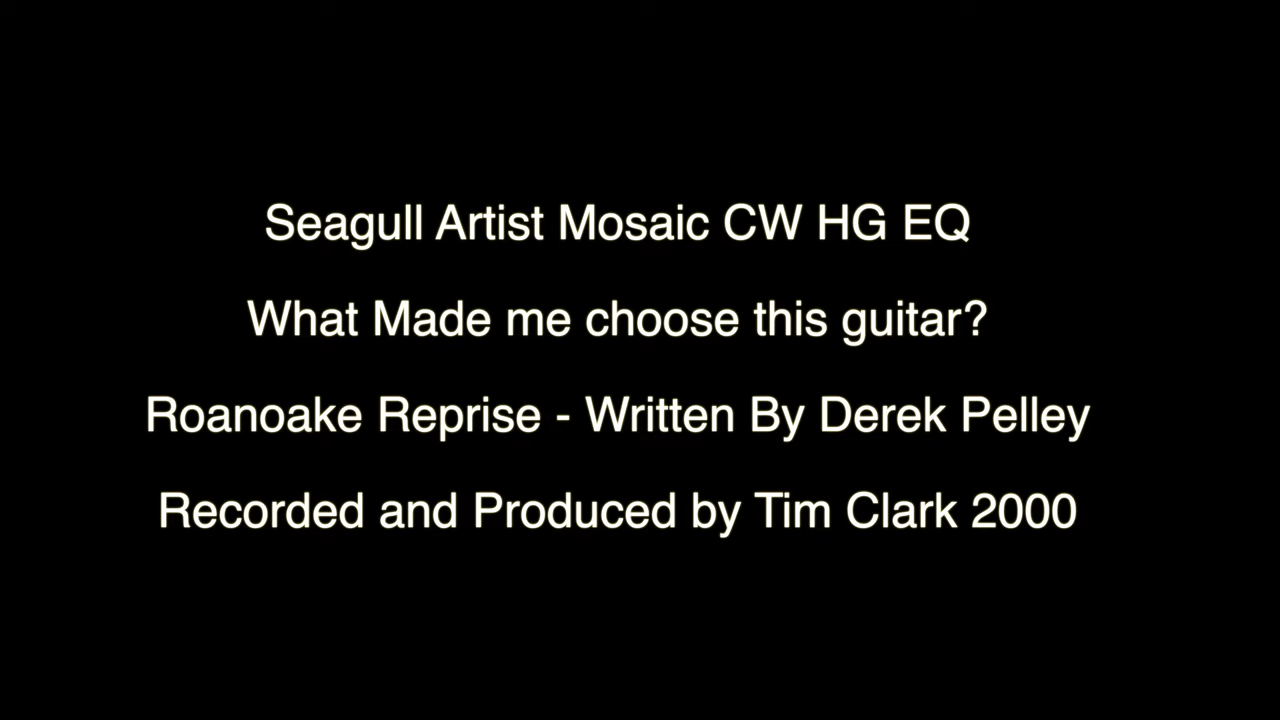 Seagull Artist Mosaic CW HG EQ
What Made me choose this guitar?
Roanoake Reprise - Written By Derek Pelley
Recorded and Produced by Tim Clark 2000